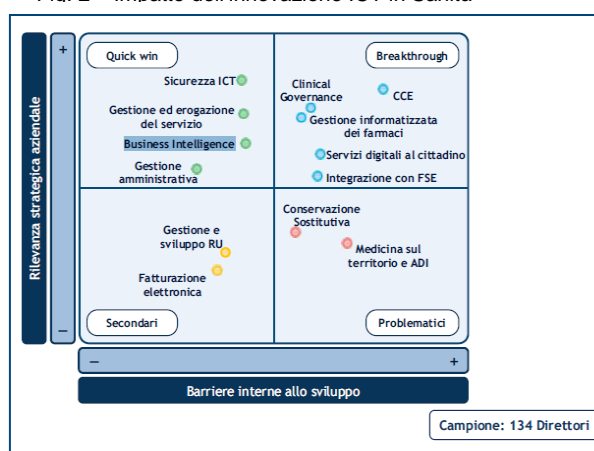 Fig. 2 - Impatto dell'innovazione ICT in Sanità
+
Quick win
Breakthrough
Sicurezza ICT
Clinical
Governance
CCE
Gestione ed erogazione
del servizio
Gestione informatizzata
dei farmaci
Business Intelligence
Servizi digitali al cittadino
Gestione
amministrativa
Integrazione con FSE
Rilevanza strategica aziendale
Gestione e
sviluppo RU
Conservazione
Sostitutiva
Medicina sul
territorio e ADI
Fatturazione
elettronica
Secondari
Problematici
–
–
+
Barriere interne allo sviluppo
Campione: 134 Direttori